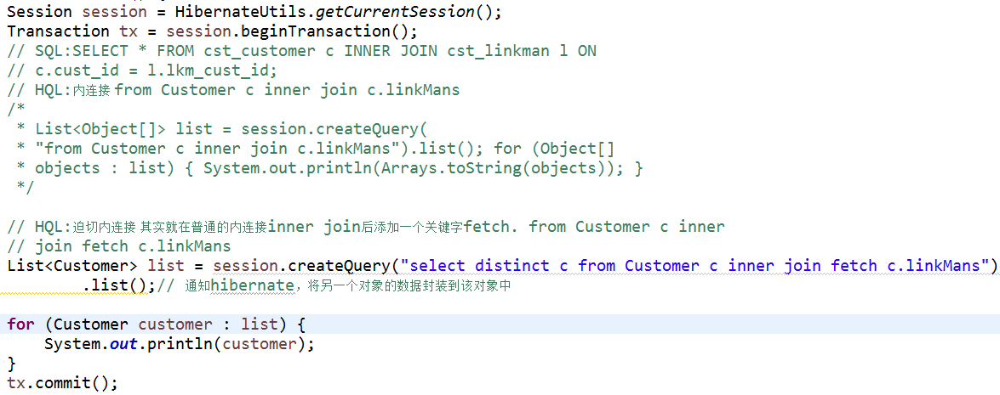 Session session = HibernateUtils.getCurrentSession();
Transaction tx = session.beginTransaction();
// SQL:SELECT * FROM cst_customer c INNER JOIN cst_linkman l ON
// c.cust_id = l.lkm_cust_id;
// HQL:内连接 from Customer c inner join c.linkMans
/*
* List<Object[]> list = session.createQuery(
* "from Customer c inner join c.linkMans").list(); for (Object[]
* objects : list) { System.out.println(Arrays.toString(objects)); }
*/
// HQL:迫切内连接 其实就在普通的内连接inner join后添加一个关键字fetch. from Customer c inner
// join fetch c.linkMans
List<Customer> list = session.createQuery("select distinct c from Customer c inner join fetch c.linkMans")
.list();// 通知hibernate，将另一个对象的数据封装到该对象中
for (Customer customer : list) {
System.out.println(customer);
}
tx.commit();